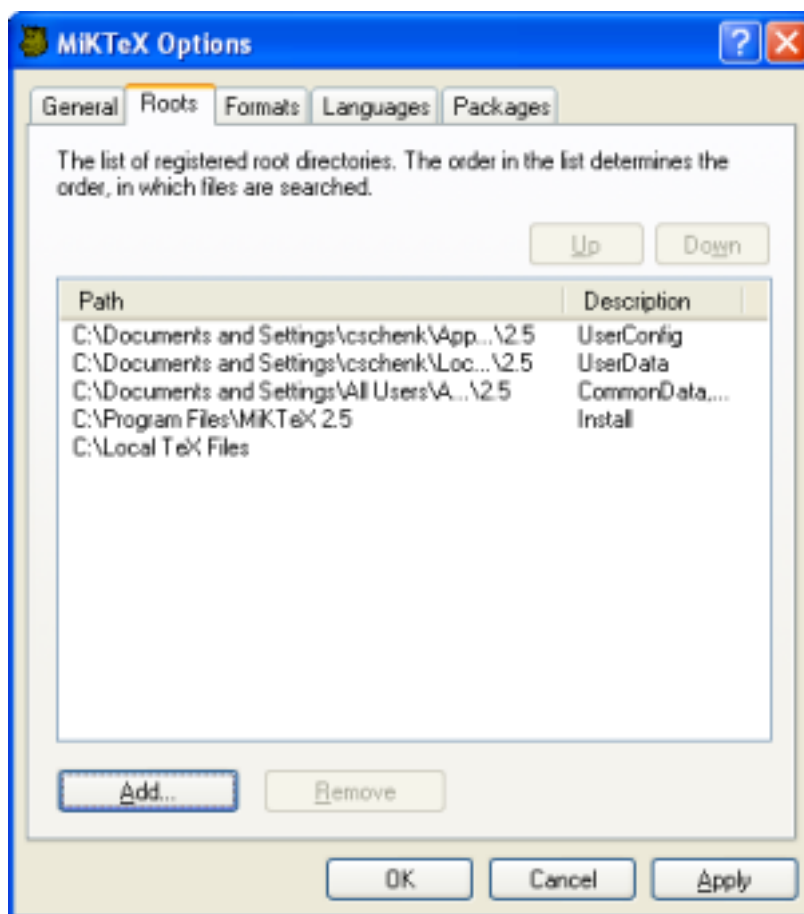 MiKTeX Options
General Roots Formats Languages Packages
The list of registered root directories. The order in the list determines the
order, in which files are searched.
Up Down
Path Description
C:\Documents and Settings\cschenk\App...\2.5 UserConfig
C:\Documents and Settings\cschenk\Loc...\2.5 UserData
C:\Documents and Settings\All Users\A...\2.5 CommonData,...
C:\Program Files\MiKTeX 2.5 Install
C:\Local TeX Files
Add... Remove
OK Cancel Apply